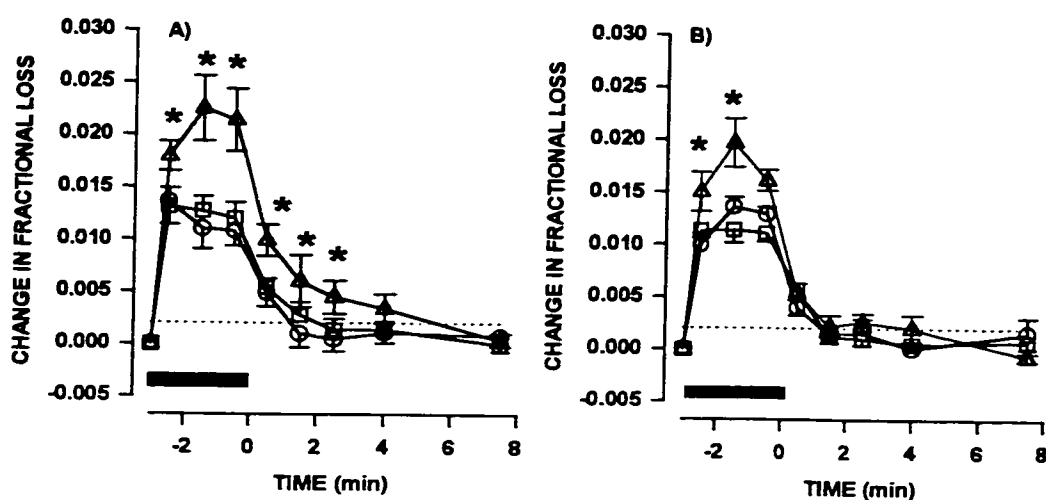 A)
CHANGE IN FRACTIONAL LOSS
0.030
0.025
0.020
0.015
0.010
0.005
0.000
-0.005
* * * * * *
-2 0 2 4 6 8
TIME (min)
B)
CHANGE IN FRACTIONAL LOSS
0.030
0.025
0.020
0.015
0.010
0.005
0.000
-0.005
* *
-2 0 2 4 6 8
TIME (min)